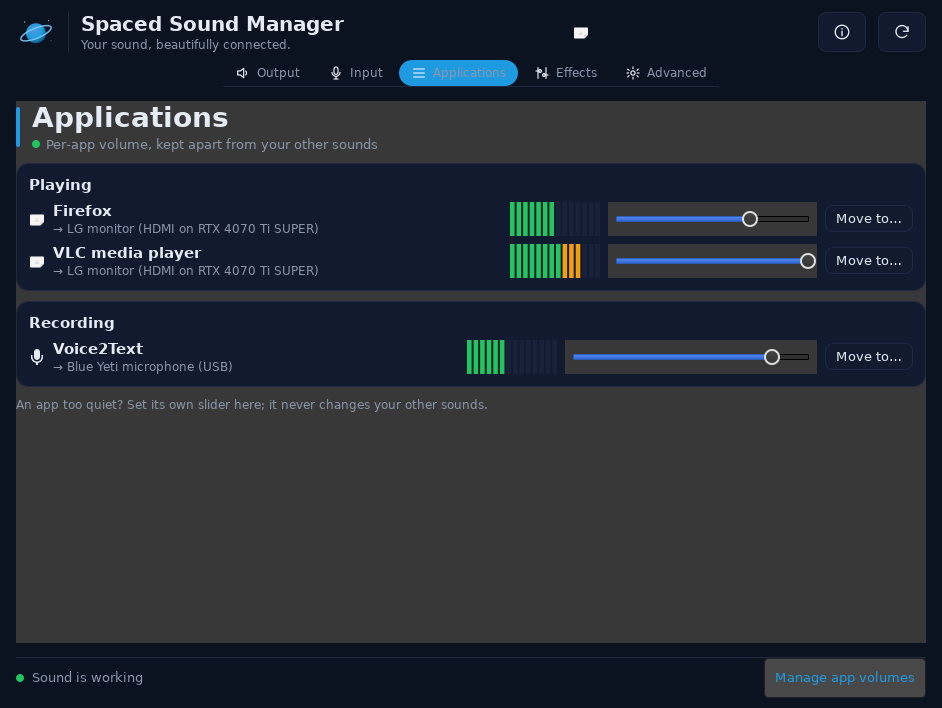 Spaced Sound Manager
Your sound, beautifully connected.
Output
Input
Applications
Effects
Advanced
Applications
Per-app volume, kept apart from your other sounds
Playing
Firefox
→ LG monitor (HDMI on RTX 4070 Ti SUPER)
Move to...
VLC media player
→ LG monitor (HDMI on RTX 4070 Ti SUPER)
Move to...
Recording
Voice2Text
→ Blue Yeti microphone (USB)
Move to...
An app too quiet? Set its own slider here; it never changes your other sounds.
Sound is working
Manage app volumes